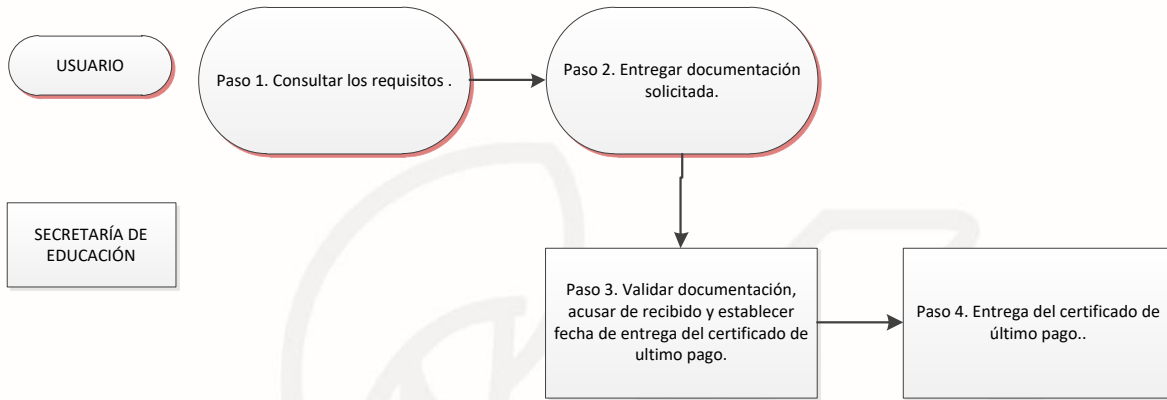 USUARIO
Paso 1. Consultar los requisitos .
Paso 2. Entregar documentación
solicitada.
SECRETARÍA DE
EDUCACIÓN
Paso 3. Validar documentación,
acusar de recibido y establecer
fecha de entrega del certificado de
ultimo pago.
Paso 4. Entrega del certificado de
último pago..